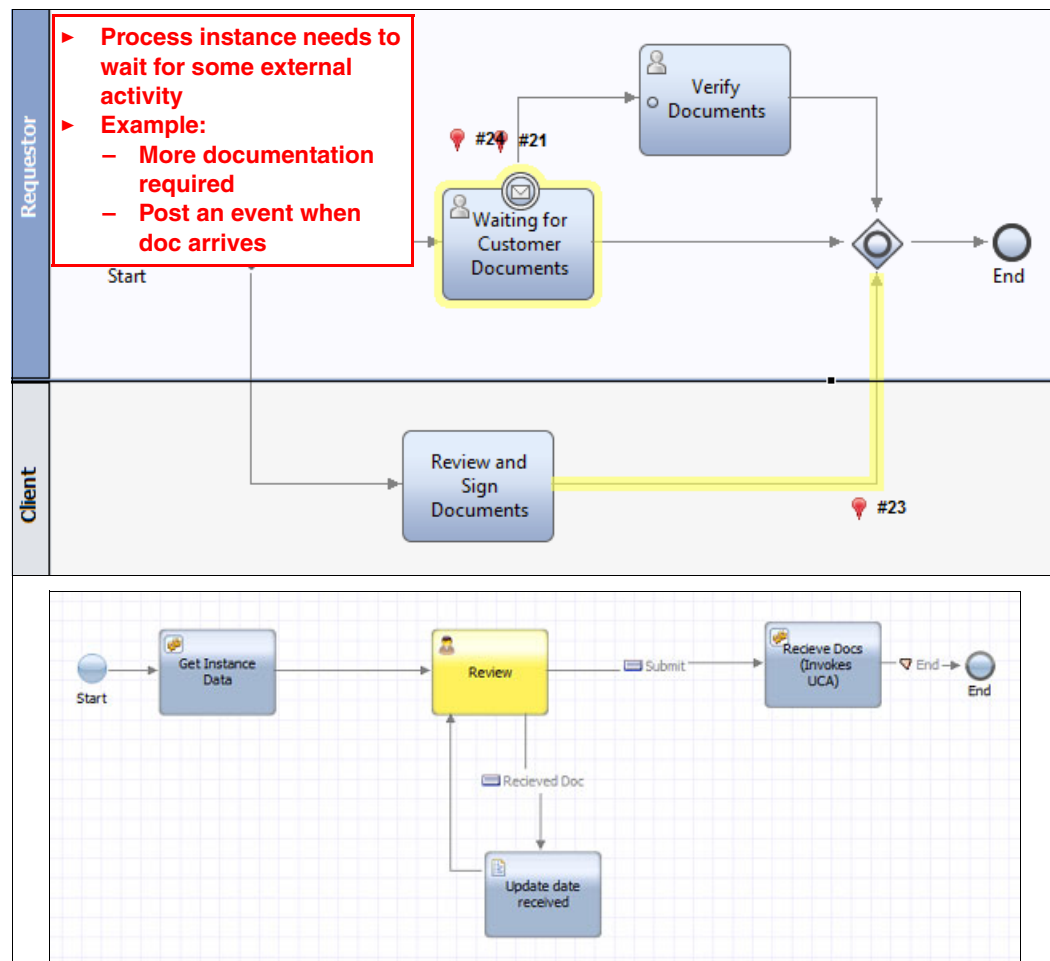 ► Process instance needs to
wait for some external
activity
► Example:
– More documentation
required
– Post an event when
doc arrives
Requestor
Verify
Documents
#24 #21
Waiting for
Customer
Documents
Start
End
Client
Review and
Sign
Documents
#23
Start
Get Instance
Data
Review
Submit
Recieve Docs
(Invokes
UCA)
End
End
Recieved Doc
Update date
received